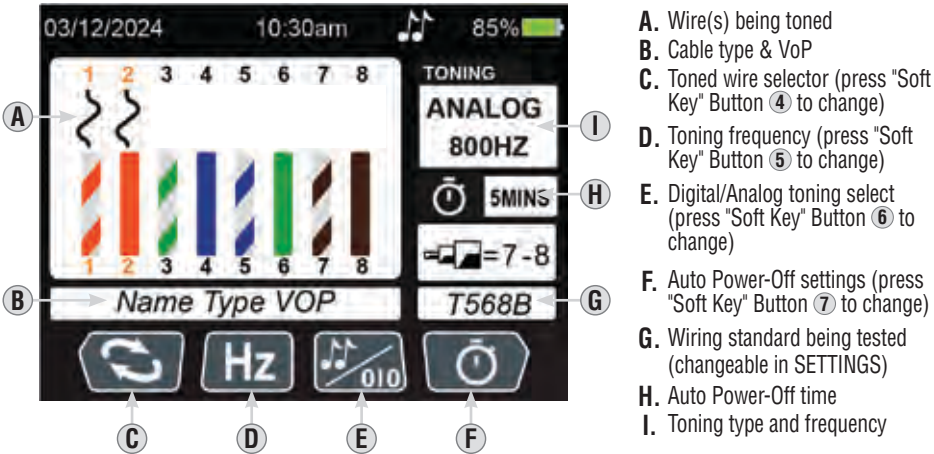 03/12/2024 10:30am 85%
1 2 3 4 5 6 7 8
TONING
ANALOG
800HZ
5MINS
=7-8
1 2 3 4 5 6 7 8
Name Type VOP
T568B
Hz
010
A
B
C
D
E
F
G
H
I
A. Wire(s) being toned
B. Cable type & VoP
C. Toned wire selector (press "Soft
Key" Button 4 to change)
D. Toning frequency (press "Soft
Key" Button 5 to change)
E. Digital/Analog toning select
(press "Soft Key" Button 6 to
change)
F. Auto Power-Off settings (press
"Soft Key" Button 7 to change)
G. Wiring standard being tested
(changeable in SETTINGS)
H. Auto Power-Off time
I. Toning type and frequency